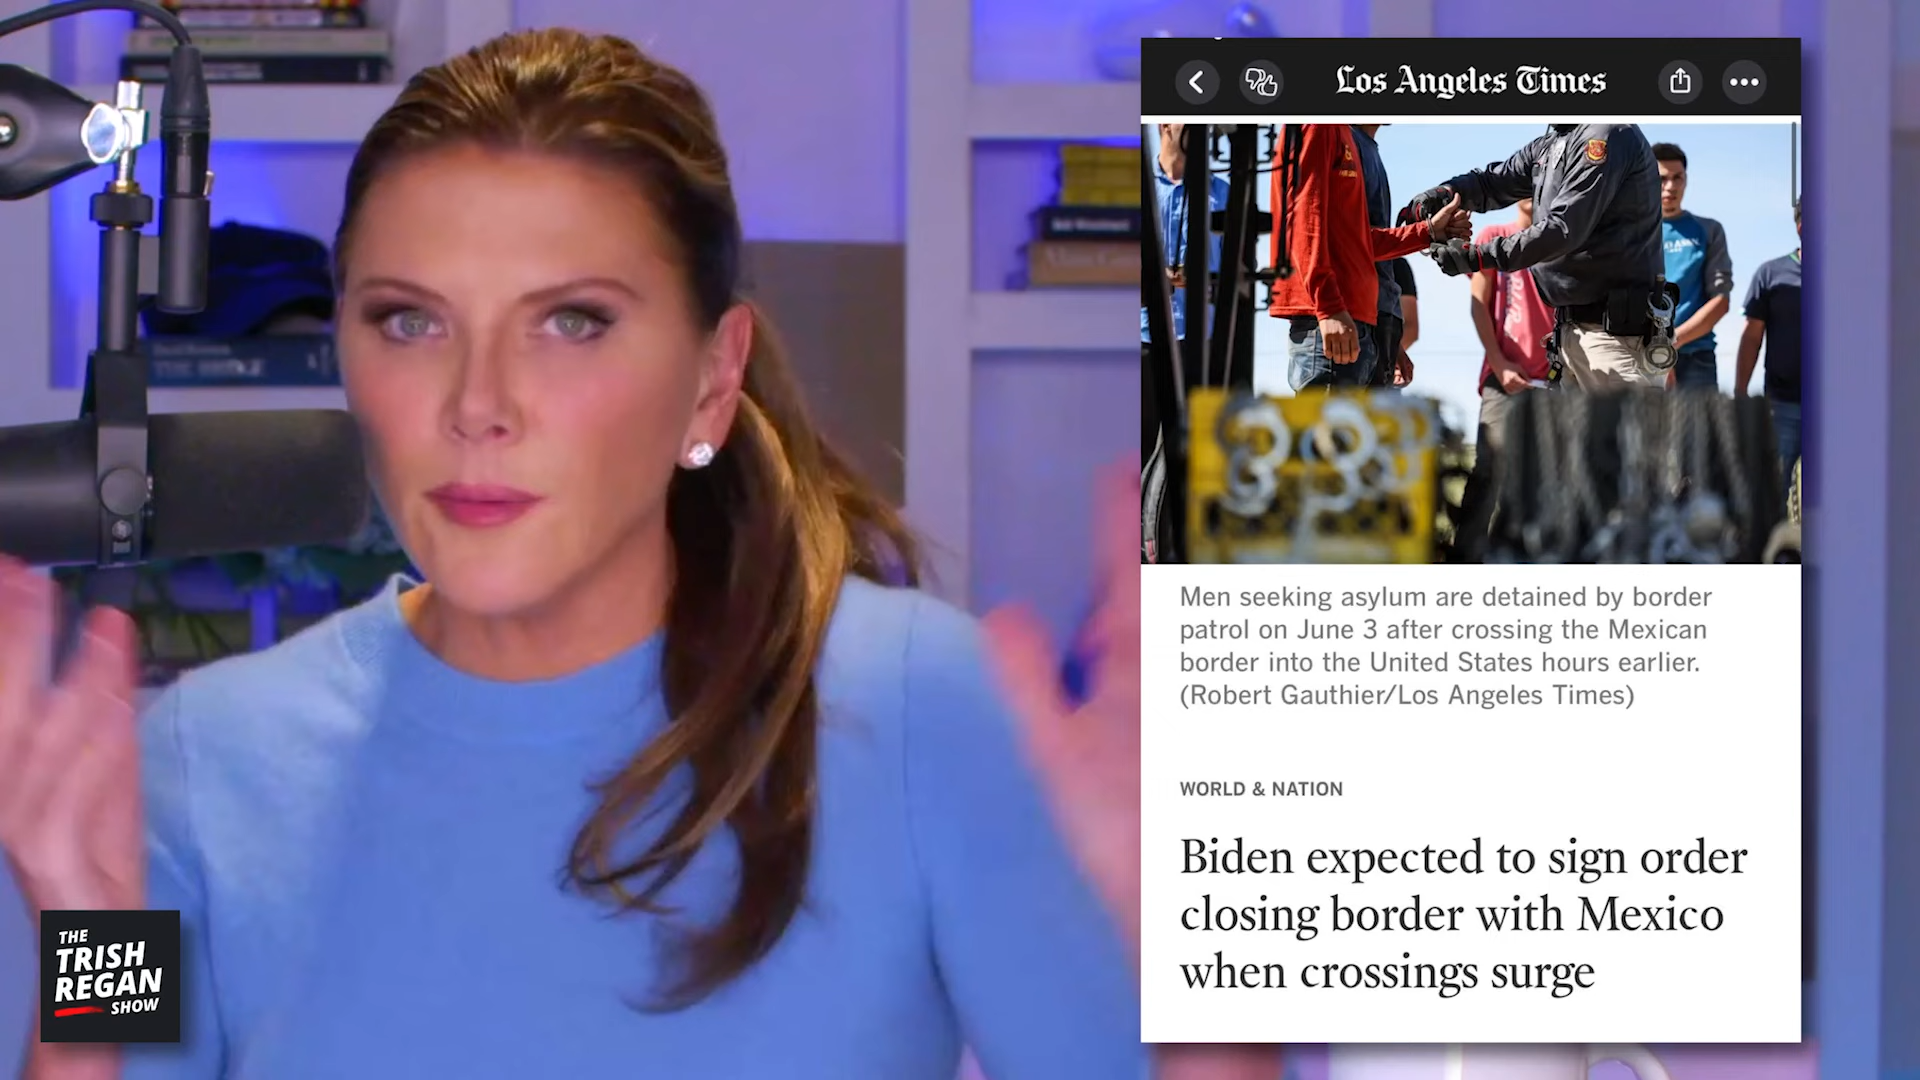 Los Angeles Times
Men seeking asylum are detained by border
patrol on June 3 after crossing the Mexican
border into the United States hours earlier.
(Robert Gauthier/Los Angeles Times)
WORLD & NATION
Biden expected to sign order
closing border with Mexico
when crossings surge
THE
TRISH
REGAN
SHOW